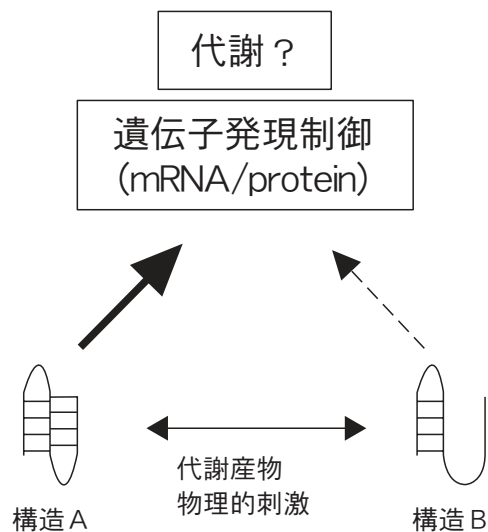 代謝?
遺伝子発現制御
(mRNA/protein)
代謝産物
物理的刺激
構造A
構造B